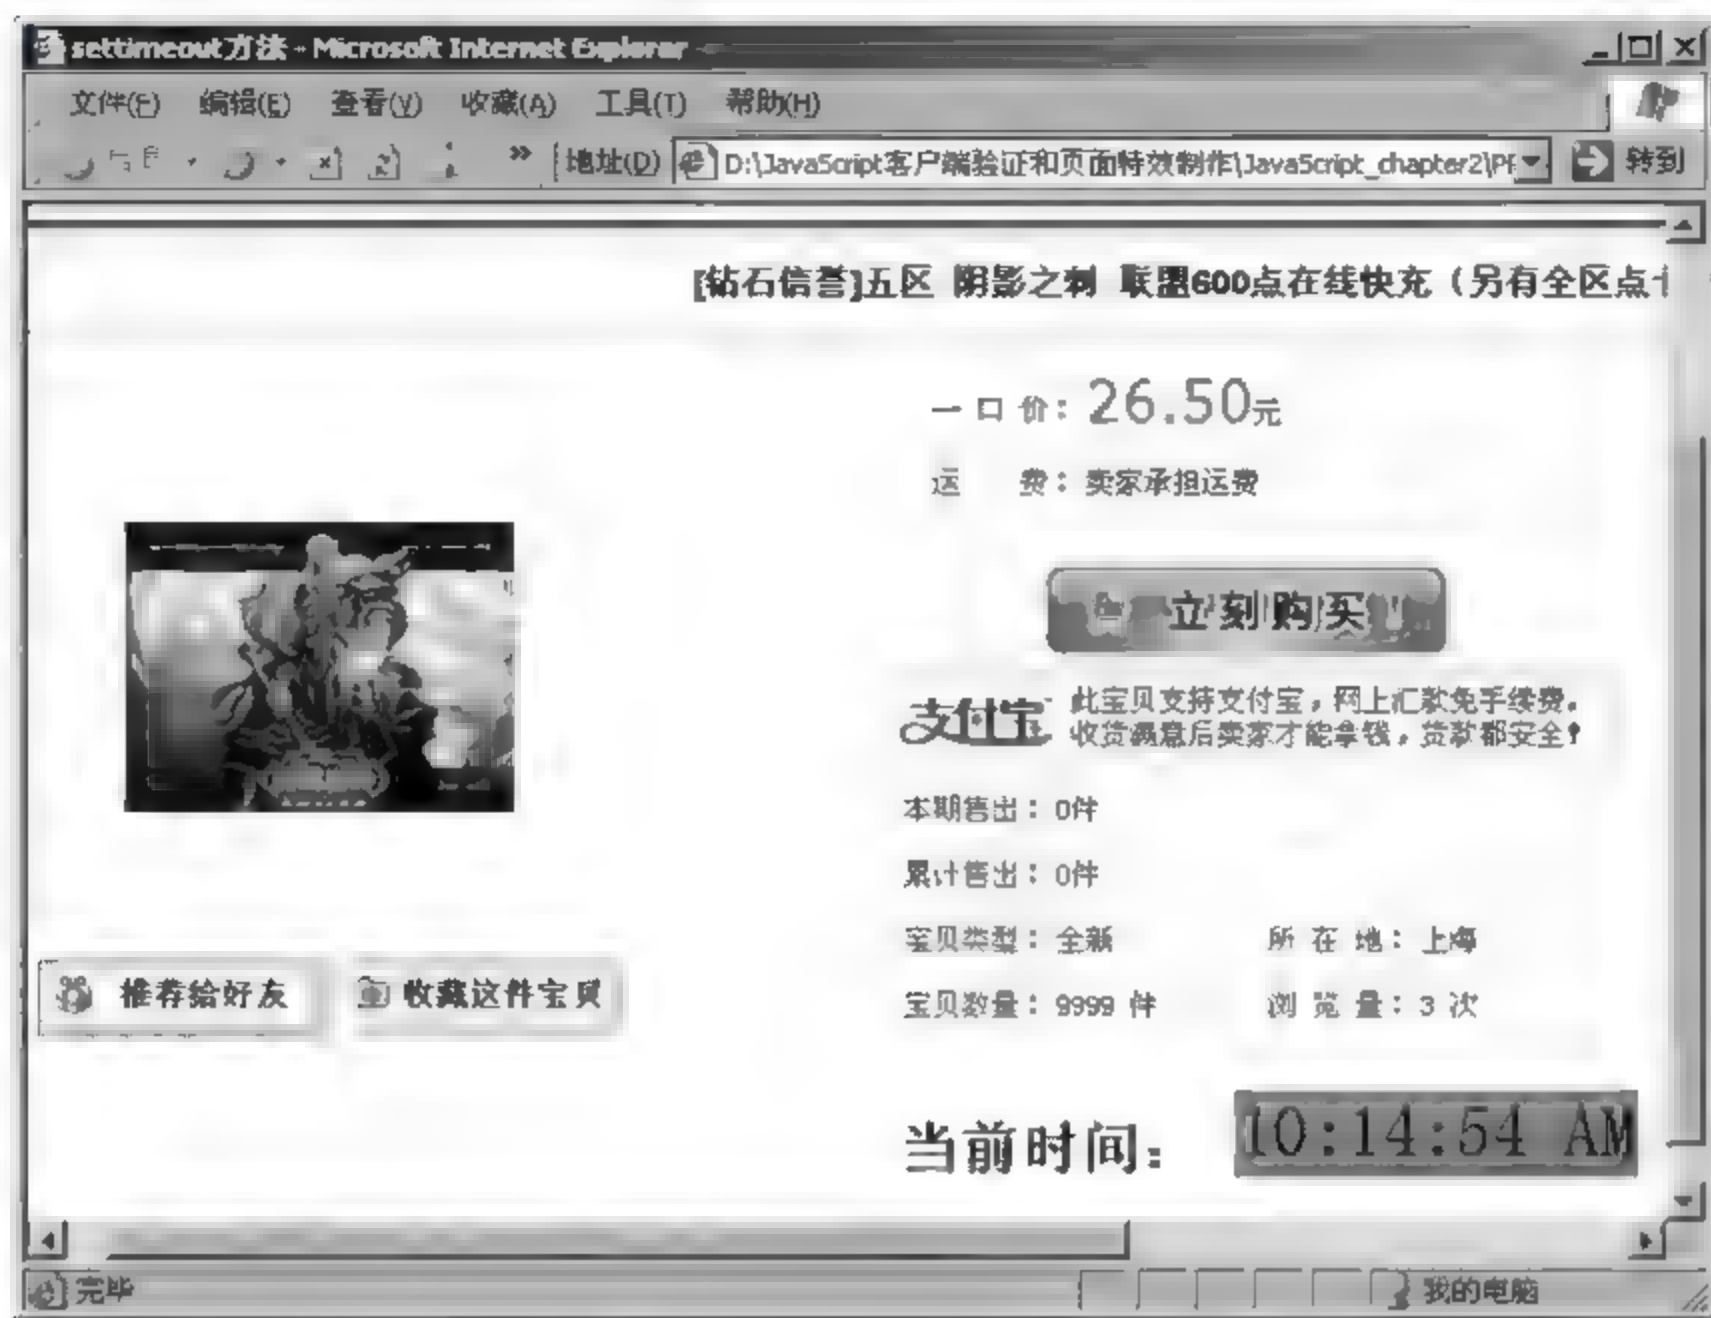 settimeout方法 - Microsoft Internet Explorer
文件(F) 编辑(E) 查看(V) 收藏(A) 工具(T) 帮助(H)
» 地址(D) D:\JavaScript客户端验证和页面特效制作\JavaScript_chapter2\ 转到
[钻石信誉]五区 阴影之刺 联盟600点在线快充（另有全区点
一 口 价：26.50元
运 费：卖家承担运费
立刻购买
支付宝 此宝贝支持支付宝，网上汇款免手续费。
收货满意后卖家才能拿钱，货款都安全！
本期售出：0件
累计售出：0件
宝贝类型：全新 所 在 地：上海
推荐给好友 收藏这件宝贝
宝贝数量：9999 件 浏 览 量：3 次
当前时间： 10:14:54 AM
完毕 我的电脑